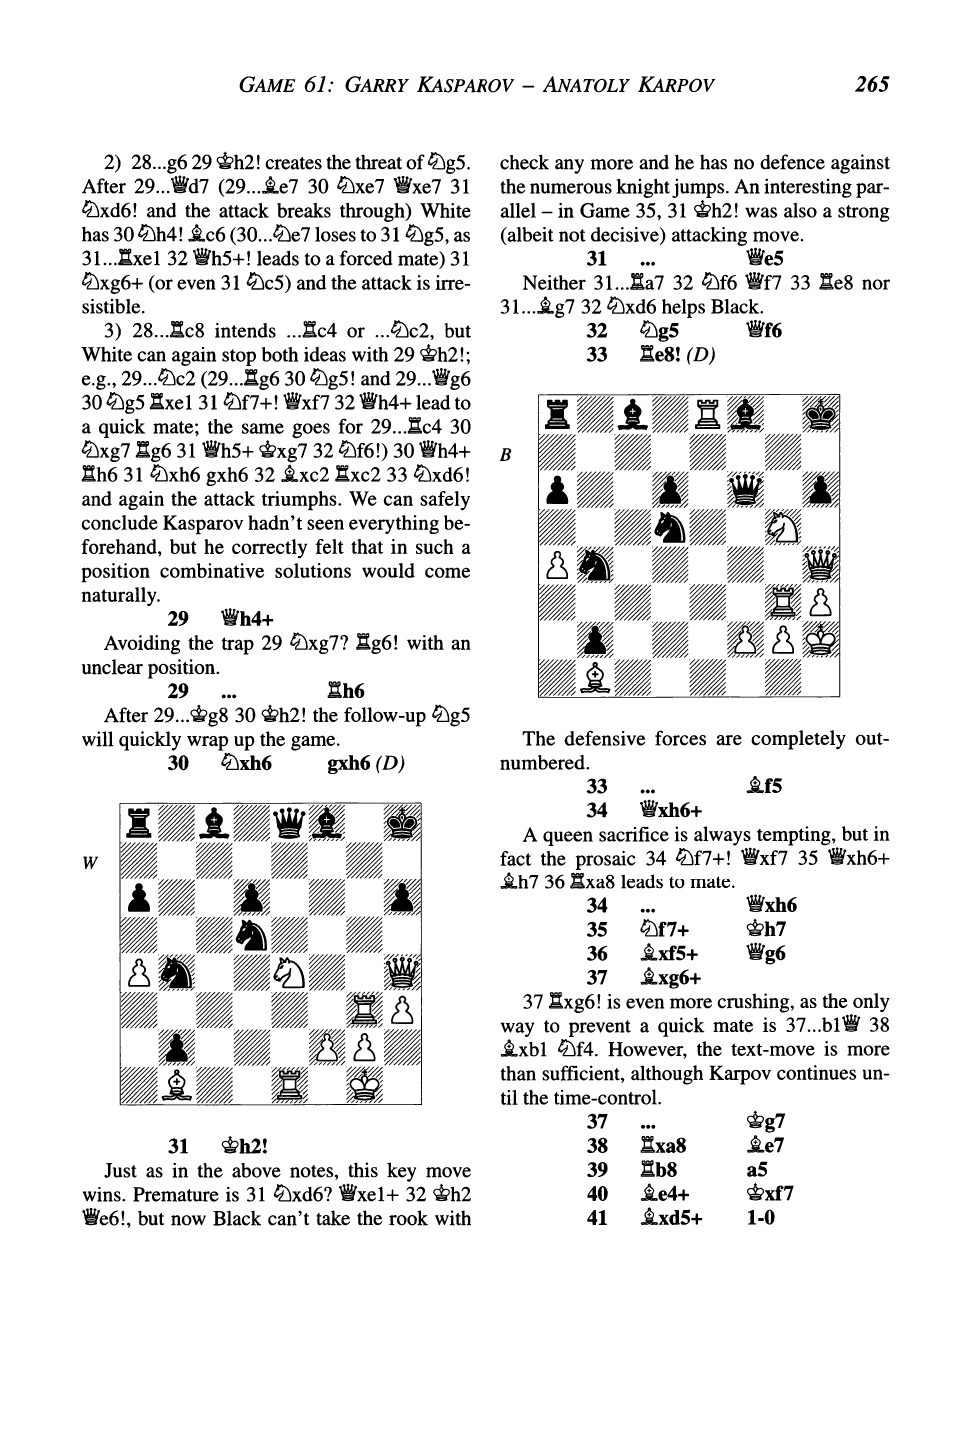 GAME 61: GARRY KASPAROV – ANATOLY KARPOV 265
2) 28...g6 29 ♔h2! creates the threat of ♘g5.
After 29...♕d7 (29...♗e7 30 ♘xe7 ♕xe7 31
♘xd6! and the attack breaks through) White
has 30 ♘h4! ♗c6 (30...♘e7 loses to 31 ♘g5, as
31...♖xe1 32 ♕h5+! leads to a forced mate) 31
♘xg6+ (or even 31 ♘c5) and the attack is irre-
sistible.
3) 28...♖c8 intends ...♖c4 or ...♘c2, but
White can again stop both ideas with 29 ♔h2!;
e.g., 29...♘c2 (29...♖g6 30 ♘g5! and 29...♕g6
30 ♘g5 ♖xe1 31 ♘f7+! ♕xf7 32 ♕h4+ lead to
a quick mate; the same goes for 29...♖c4 30
♘xg7 ♖g6 31 ♕h5+ ♔xg7 32 ♘f6!) 30 ♕h4+
♖h6 31 ♘xh6 gxh6 32 ♗xc2 ♖xc2 33 ♘xd6!
and again the attack triumphs. We can safely
conclude Kasparov hadn't seen everything be-
forehand, but he correctly felt that in such a
position combinative solutions would come
naturally.
29 ♕h4+
Avoiding the trap 29 ♘xg7? ♖g6! with an
unclear position.
29 ... ♖h6
After 29...♔g8 30 ♔h2! the follow-up ♘g5
will quickly wrap up the game.
30 ♘xh6 gxh6 (D)
W
31 ♔h2!
Just as in the above notes, this key move
wins. Premature is 31 ♘xd6? ♕xe1+ 32 ♔h2
♕e6!, but now Black can't take the rook with
check any more and he has no defence against
the numerous knight jumps. An interesting par-
allel – in Game 35, 31 ♔h2! was also a strong
(albeit not decisive) attacking move.
31 ... ♕e5
Neither 31...♖a7 32 ♘f6 ♕f7 33 ♖e8 nor
31...♗g7 32 ♘xd6 helps Black.
32 ♘g5 ♕f6
33 ♖e8! (D)
B
The defensive forces are completely out-
numbered.
33 ... ♗f5
34 ♕xh6+
A queen sacrifice is always tempting, but in
fact the prosaic 34 ♘f7+! ♕xf7 35 ♕xh6+
♗h7 36 ♖xa8 leads to mate.
34 ... ♕xh6
35 ♘f7+ ♔h7
36 ♗xf5+ ♕g6
37 ♗xg6+
37 ♖xg6! is even more crushing, as the only
way to prevent a quick mate is 37...b1♕ 38
♗xb1 ♘f4. However, the text-move is more
than sufficient, although Karpov continues un-
til the time-control.
37 ... ♔g7
38 ♖xa8 ♗e7
39 ♖b8 a5
40 ♗e4+ ♔xf7
41 ♗xd5+ 1-0